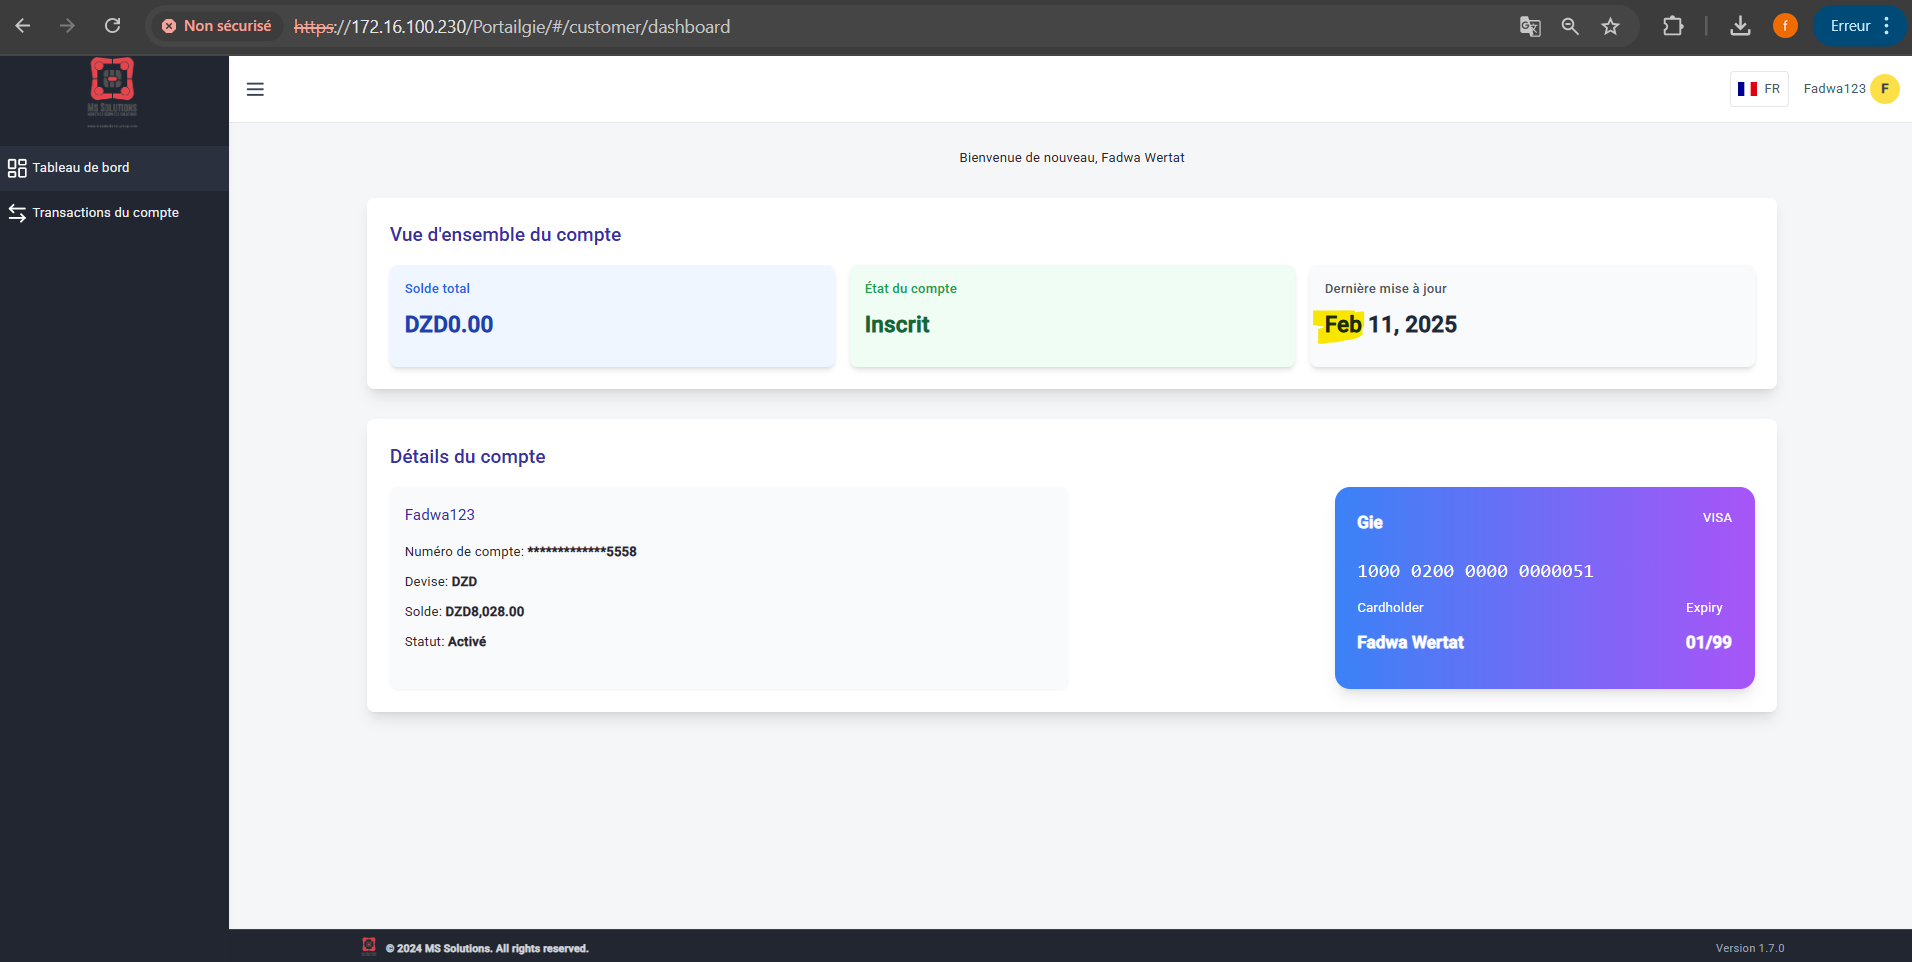 Non sécurisé
https://172.16.100.230/Portailgie/#/customer/dashboard
f
Erreur
MS SOLUTIONS
FR
Fadwa123
F
Tableau de bord
Transactions du compte
Bienvenue de nouveau, Fadwa Wertat
Vue d'ensemble du compte
Solde total
DZD0.00
État du compte
Inscrit
Dernière mise à jour
Feb 11, 2025
Détails du compte
Fadwa123
Numéro de compte: *************5558
Devise: DZD
Solde: DZD8,028.00
Statut: Activé
Gie
VISA
1000 0200 0000 0000051
Cardholder
Expiry
Fadwa Wertat
01/99
© 2024 MS Solutions. All rights reserved.
Version 1.7.0